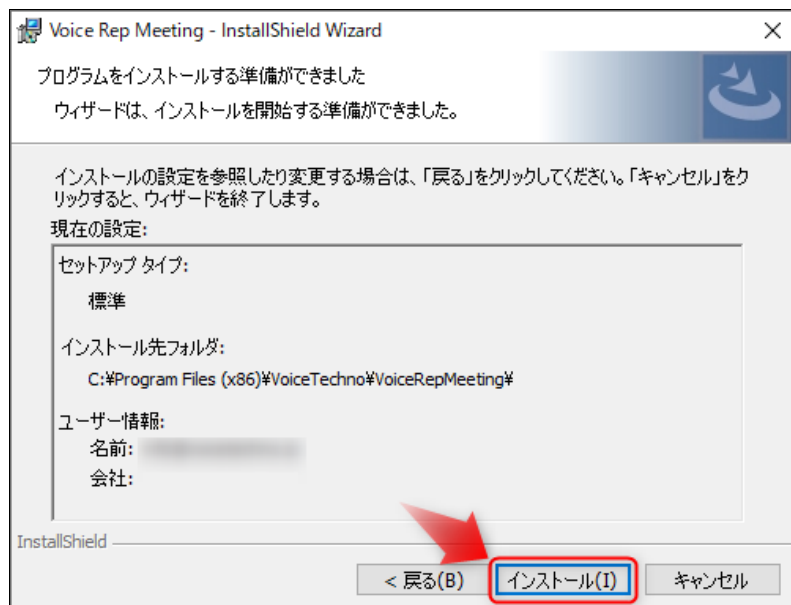 Voice Rep Meeting - InstallShield Wizard
プログラムをインストールする準備ができました
ウィザードは、インストールを開始する準備ができました。
インストールの設定を参照したり変更する場合は、「戻る」をクリックしてください。「キャンセル」をク
リックすると、ウィザードを終了します。
現在の設定:
セットアップ タイプ:
標準
インストール先フォルダ:
C:¥Program Files (x86)¥VoiceTechno¥VoiceRepMeeting¥
ユーザー情報:
名前:
会社:
InstallShield
< 戻る(B) インストール(I) キャンセル